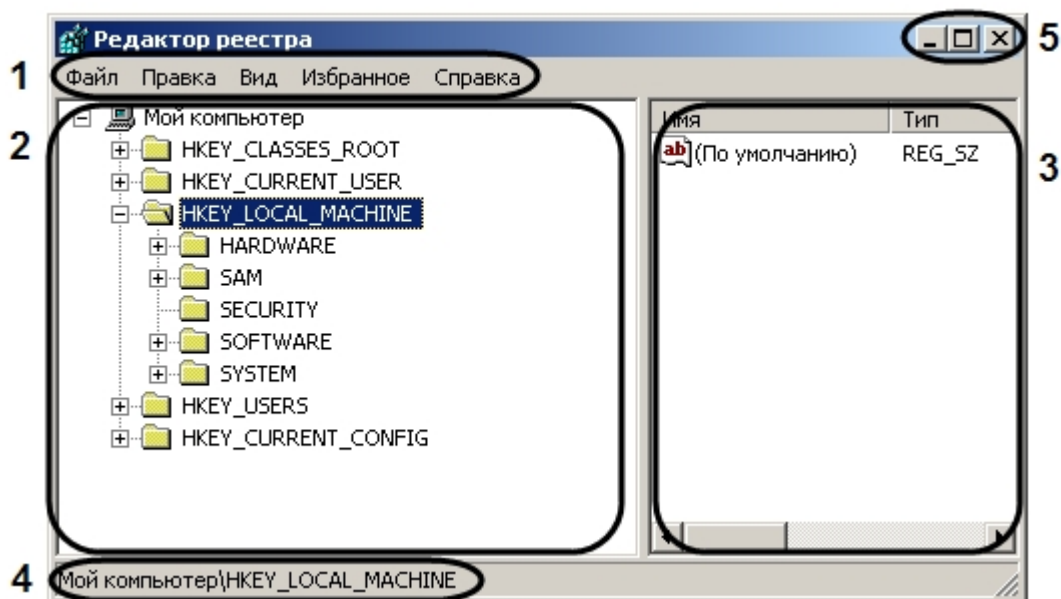 Редактор реестра
5
1
Файл Правка Вид Избранное Справка
2
Мой компьютер
HKEY_CLASSES_ROOT
HKEY_CURRENT_USER
HKEY_LOCAL_MACHINE
HARDWARE
SAM
SECURITY
SOFTWARE
SYSTEM
HKEY_USERS
HKEY_CURRENT_CONFIG
Имя Тип
ab (По умолчанию) REG_SZ
3
4
Мой компьютер\HKEY_LOCAL_MACHINE